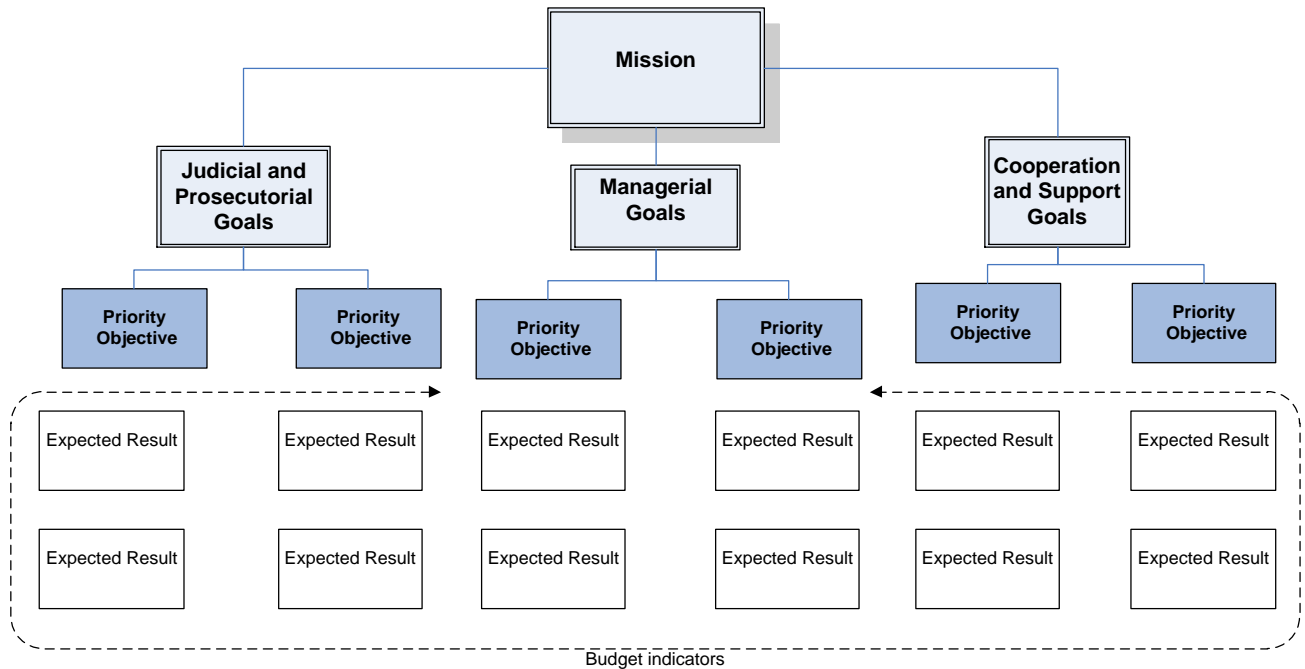 Mission
Judicial and
Prosecutorial
Goals
Managerial
Goals
Cooperation
and Support
Goals
Priority
Objective
Priority
Objective
Priority
Objective
Priority
Objective
Priority
Objective
Priority
Objective
Expected Result
Expected Result
Expected Result
Expected Result
Expected Result
Expected Result
Expected Result
Expected Result
Expected Result
Expected Result
Expected Result
Expected Result
Budget indicators